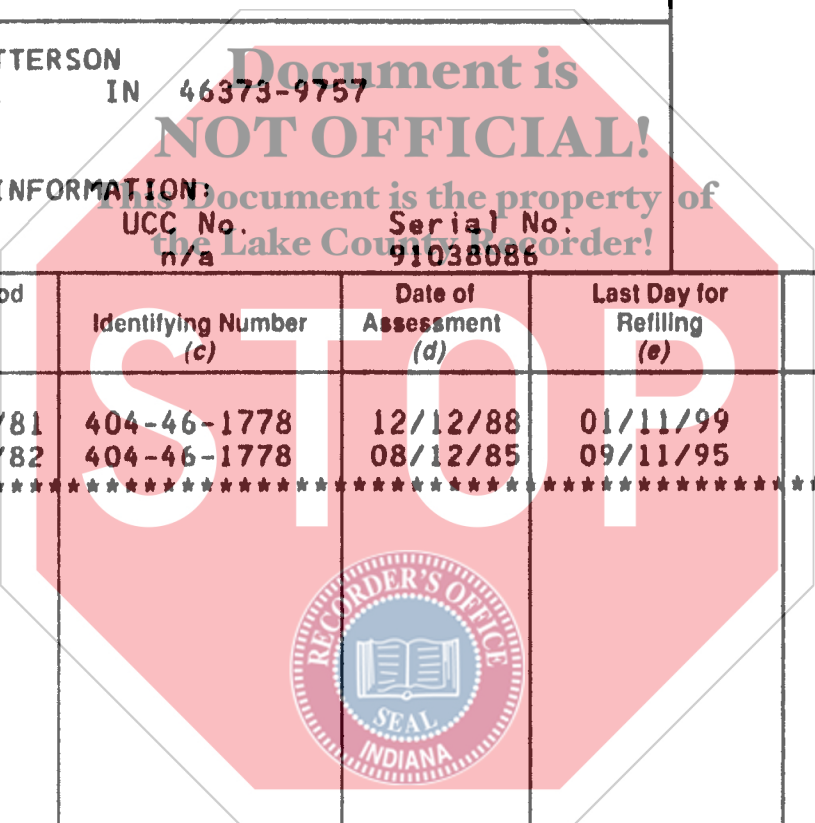 TTERSON
IN 46373-9757
Document is
NOT OFFICIAL!
This Document is the property of
the Lake County Recorder!
INFORMATION:
UCC No. Serial No.
n/a 91038086
od Identifying Number (c) Date of Assessment (d) Last Day for Refiling (e)
/81 404-46-1778 12/12/88 01/11/99
/82 404-46-1778 08/12/85 09/11/95
STOP
RECORDER'S OFFICE
SEAL
INDIANA